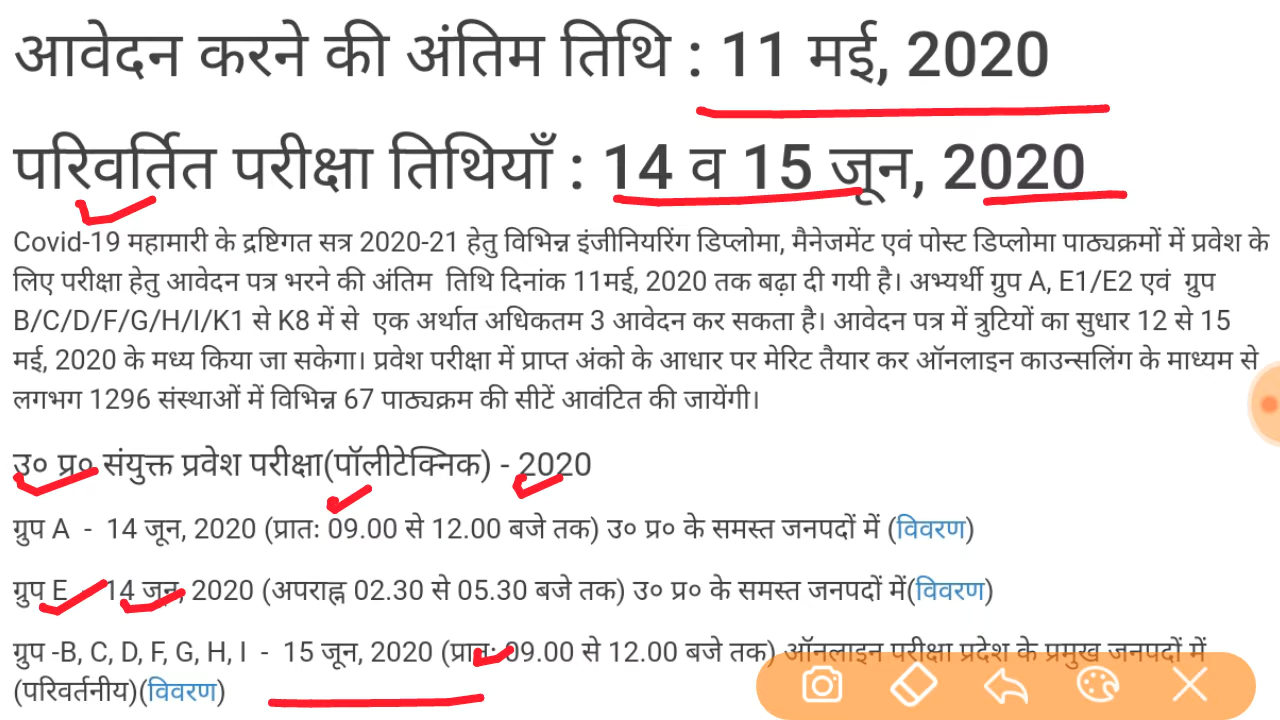 आवेदन करने की अंतिम तिथि : 11 मई, 2020
परिवर्तित परीक्षा तिथियाँ : 14 व 15 जून, 2020
Covid-19 महामारी के द्रष्टिगत सत्र 2020-21 हेतु विभिन्न इंजीनियरिंग डिप्लोमा, मैनेजमेंट एवं पोस्ट डिप्लोमा पाठ्यक्रमों में प्रवेश के
लिए परीक्षा हेतु आवेदन पत्र भरने की अंतिम तिथि दिनांक 11मई, 2020 तक बढ़ा दी गयी है। अभ्यर्थी ग्रुप A, E1/E2 एवं ग्रुप
B/C/D/F/G/H/I/K1 से K8 में से एक अर्थात अधिकतम 3 आवेदन कर सकता है। आवेदन पत्र में त्रुटियों का सुधार 12 से 15
मई, 2020 के मध्य किया जा सकेगा। प्रवेश परीक्षा में प्राप्त अंको के आधार पर मेरिट तैयार कर ऑनलाइन काउन्सलिंग के माध्यम से
लगभग 1296 संस्थाओं में विभिन्न 67 पाठ्यक्रम की सीटें आवंटित की जायेंगी।
उ० प्र० संयुक्त प्रवेश परीक्षा(पॉलीटेक्निक) - 2020
ग्रुप A - 14 जून, 2020 (प्रातः 09.00 से 12.00 बजे तक) उ० प्र० के समस्त जनपदों में (विवरण)
ग्रुप E - 14 जून, 2020 (अपराह्न 02.30 से 05.30 बजे तक) उ० प्र० के समस्त जनपदों में(विवरण)
ग्रुप -B, C, D, F, G, H, I - 15 जून, 2020 (प्रातः 09.00 से 12.00 बजे तक) ऑनलाइन परीक्षा प्रदेश के प्रमुख जनपदों में
(परिवर्तनीय)(विवरण)